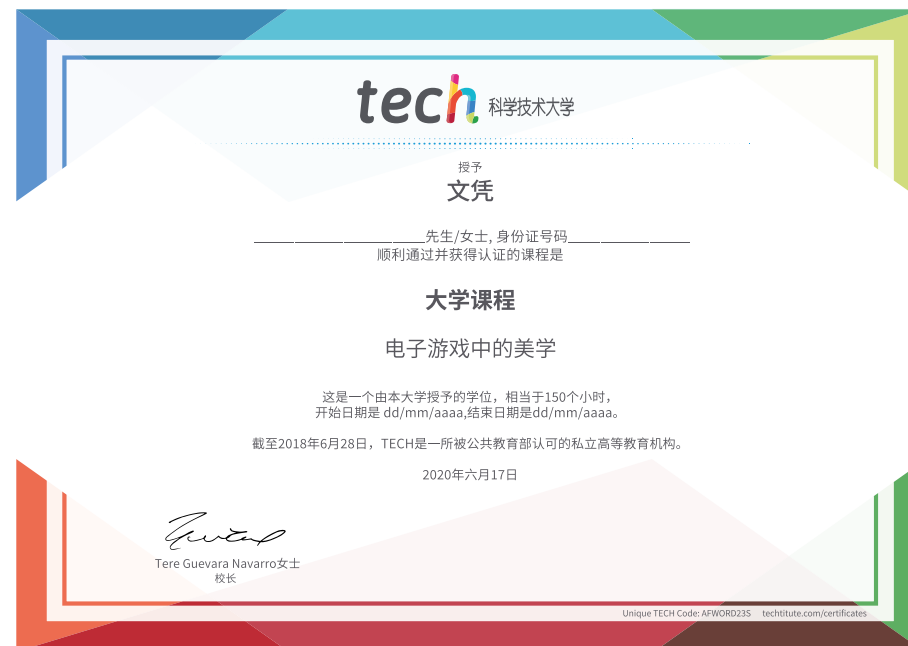 tech 科学技术大学
授予
文凭
____________________先生/女士, 身份证号码______________
顺利通过并获得认证的课程是
大学课程
电子游戏中的美学
这是一个由本大学授予的学位，相当于150个小时，
开始日期是 dd/mm/aaaa,结束日期是dd/mm/aaaa。
截至2018年6月28日，TECH是一所被公共教育部认可的私立高等教育机构。
2020年六月17日
Tere Guevara Navarro女士
校长
Unique TECH Code: AFWORD23S techtitute.com/certificates